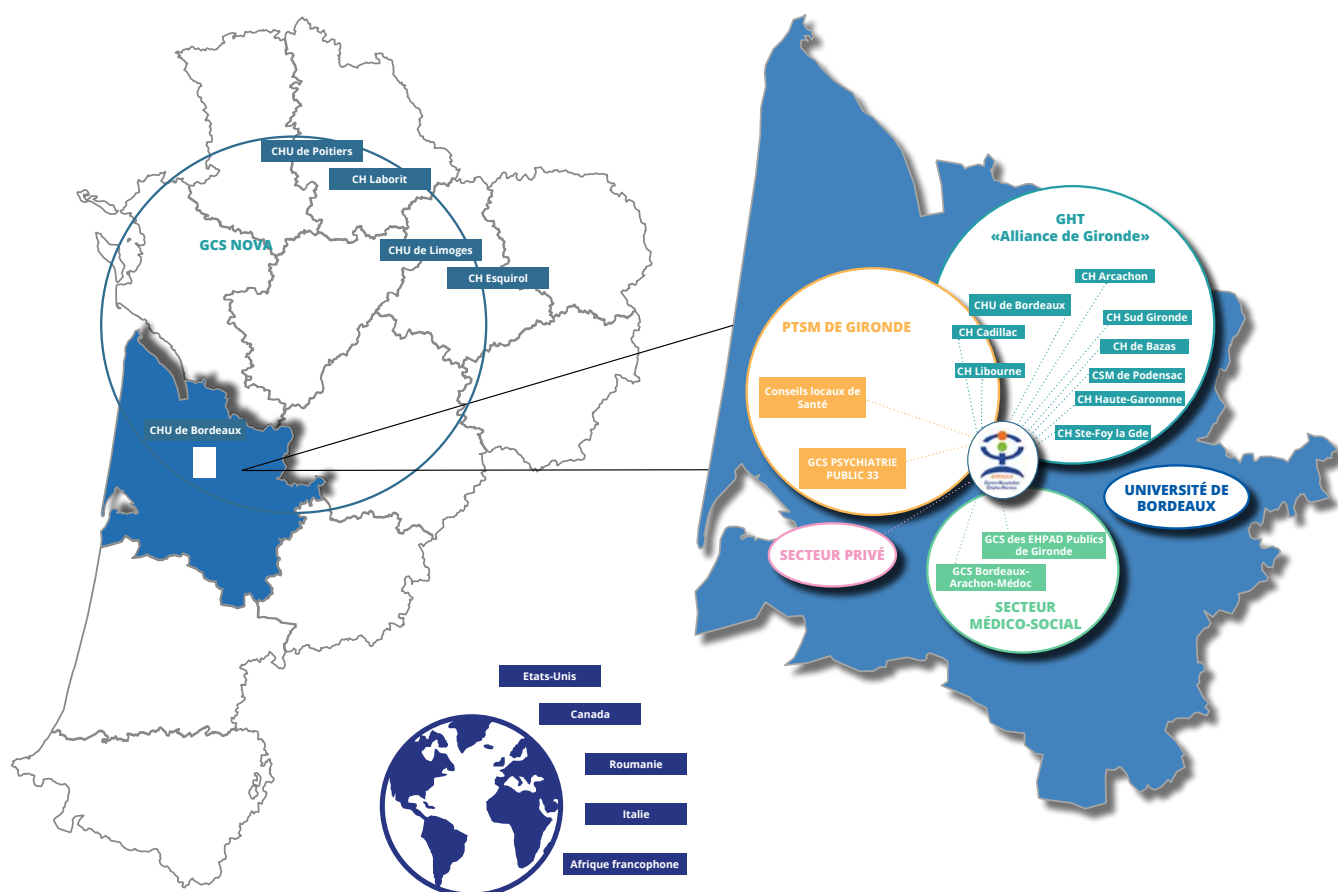 CHU de Poitiers
CH Laborit
GCS NOVA
CHU de Limoges
CH Esquirol
CHU de Bordeaux
Etats-Unis
Canada
Roumanie
Italie
Afrique francophone
GHT
«Alliance de Gironde»
CH Arcachon
CHU de Bordeaux
CH Sud Gironde
CH Cadillac
CH de Bazas
CH Libourne
CSM de Podensac
CH Haute-Garonnne
CH Ste-Foy la Gde
PTSM DE GIRONDE
Conseils locaux de
Santé
GCS PSYCHIATRIE
PUBLIC 33
Centre Hospitalier
Charles Perrens
UNIVERSITÉ DE
BORDEAUX
SECTEUR PRIVÉ
GCS des EHPAD Publics
de Gironde
GCS Bordeaux-
Arachon-Médoc
SECTEUR
MÉDICO-SOCIAL